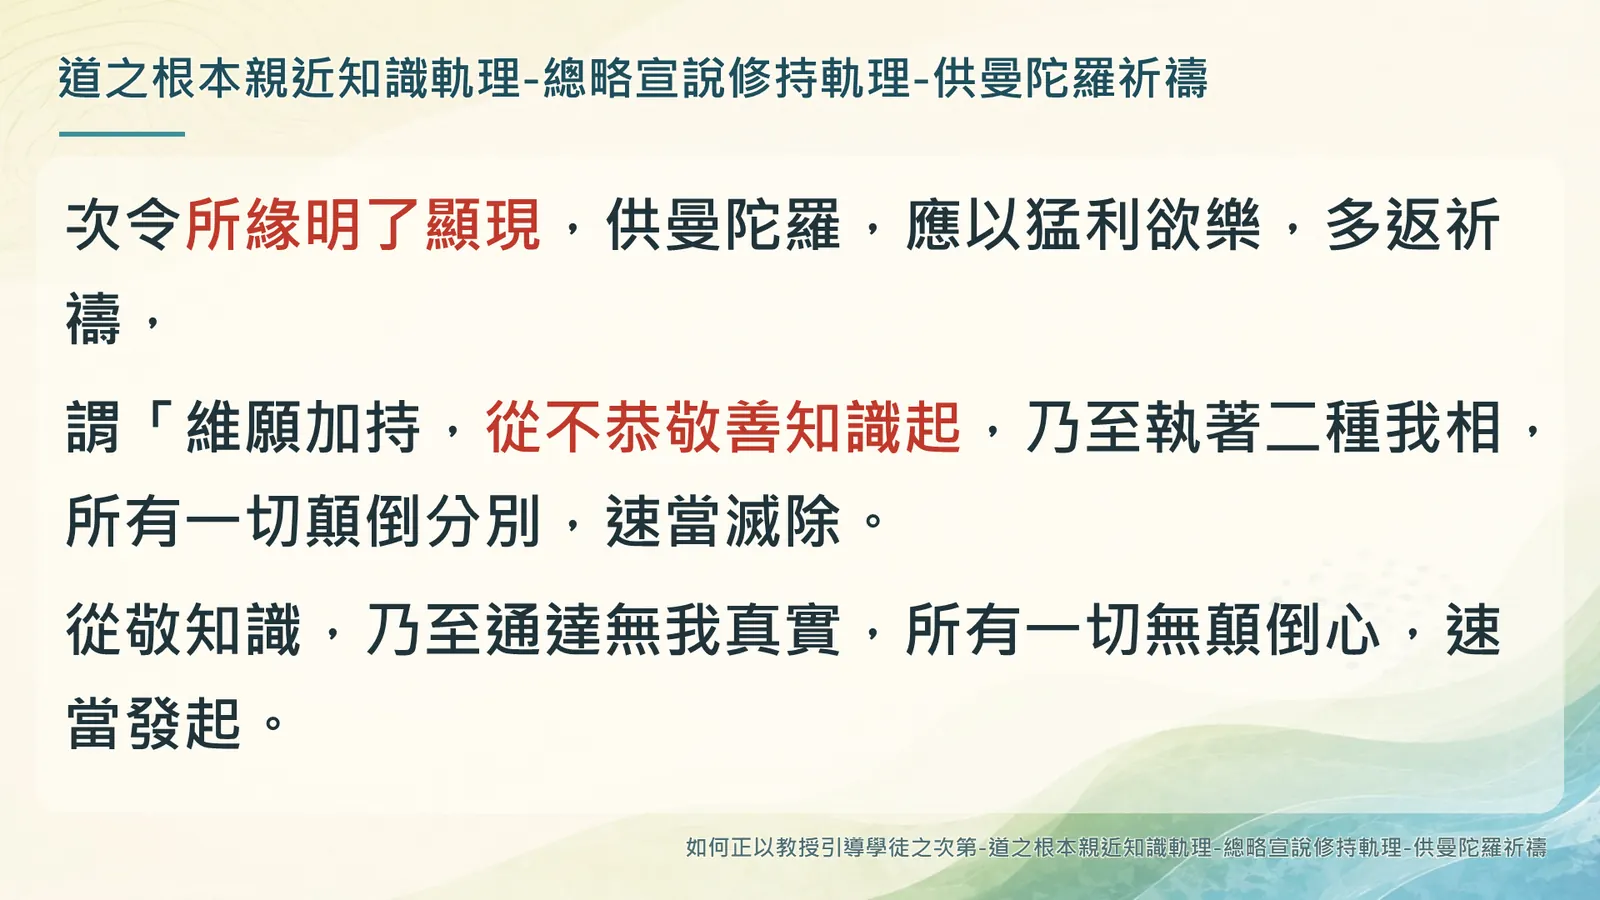 道之根本親近知識軌理-總略宣說修持軌理-供曼陀羅祈禱
次令所緣明了顯現，供曼陀羅，應以猛利欲樂，多返祈
禱，
謂「維願加持，從不恭敬善知識起，乃至執著二種我相，
所有一切顛倒分別，速當滅除。
從敬知識，乃至通達無我真實，所有一切無顛倒心，速
當發起。
如何正以教授引導學徒之次第-道之根本親近知識軌理-總略宣說修持軌理-供曼陀羅祈禱